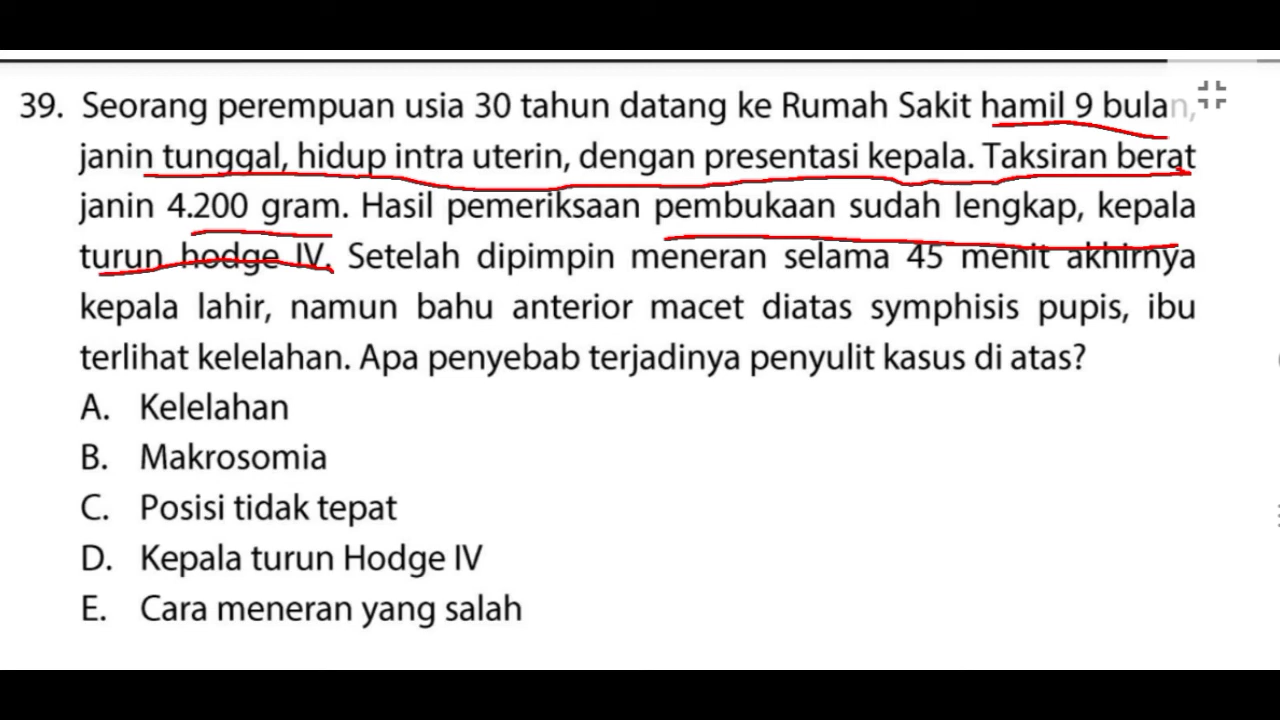 39. Seorang perempuan usia 30 tahun datang ke Rumah Sakit hamil 9 bulan,
janin tunggal, hidup intra uterin, dengan presentasi kepala. Taksiran berat
janin 4.200 gram. Hasil pemeriksaan pembukaan sudah lengkap, kepala
turun hodge IV. Setelah dipimpin meneran selama 45 menit akhirnya
kepala lahir, namun bahu anterior macet diatas symphisis pupis, ibu
terlihat kelelahan. Apa penyebab terjadinya penyulit kasus di atas?
A. Kelelahan
B. Makrosomia
C. Posisi tidak tepat
D. Kepala turun Hodge IV
E. Cara meneran yang salah